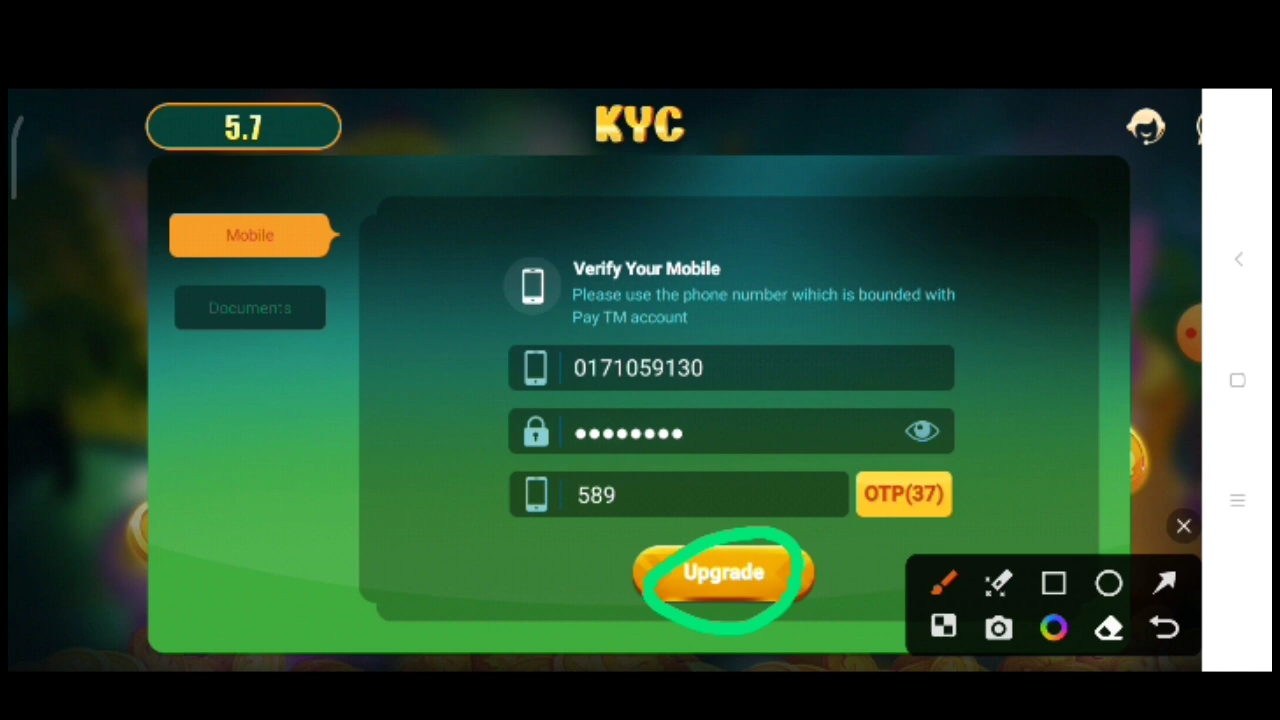 5.7
KYC
Mobile
Documents
Verify Your Mobile
Please use the phone number wihich is bounded with
Pay TM account
0171059130
589
OTP(37)
Upgrade